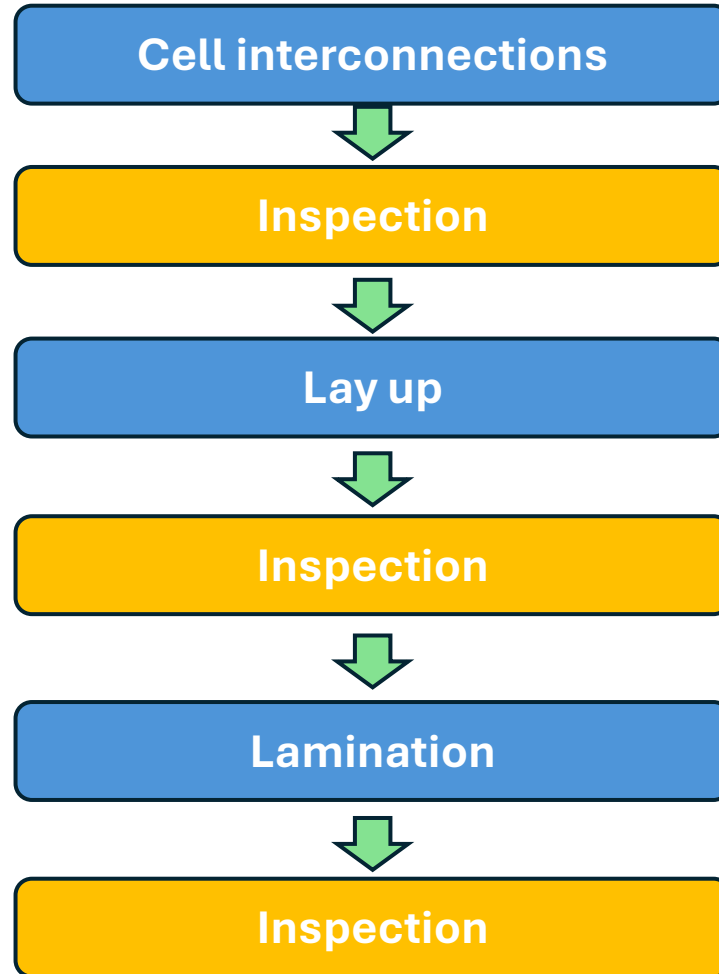 Cell interconnections
Inspection
Lay up
Inspection
Lamination
Inspection